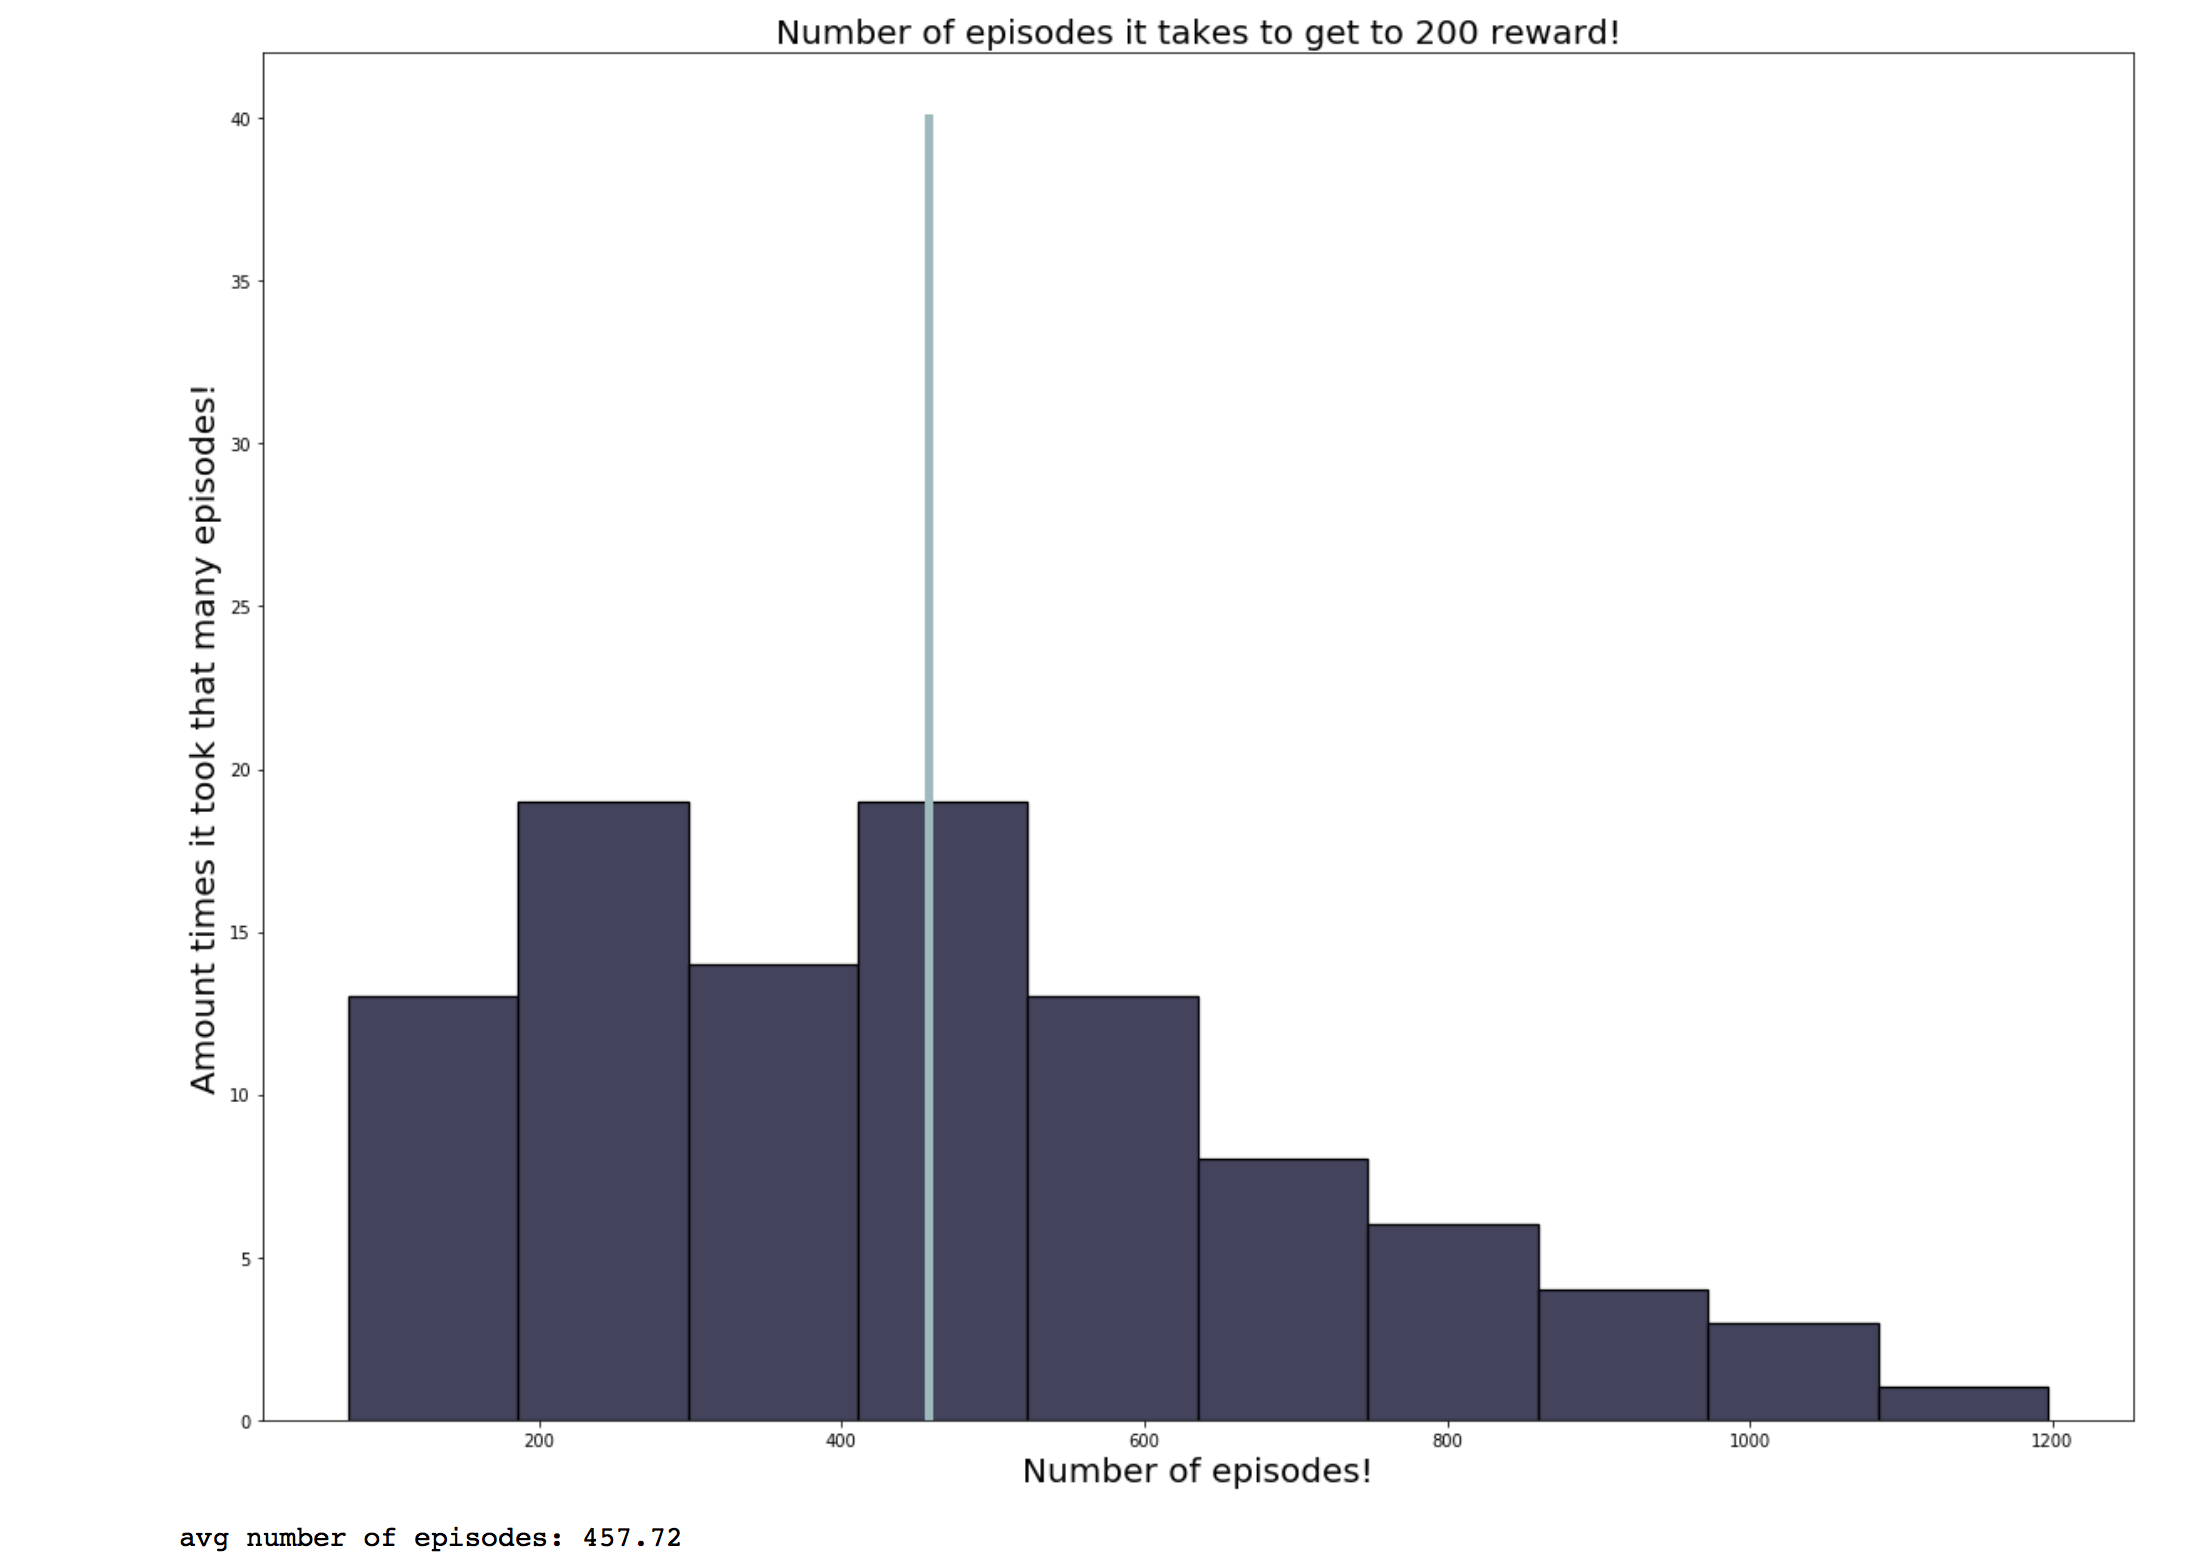 Number of episodes it takes to get to 200 reward!
Amount times it took that many episodes!
40
35
30
25
20
15
10
5
0
200 400 600 800 1000 1200
Number of episodes!
avg number of episodes: 457.72